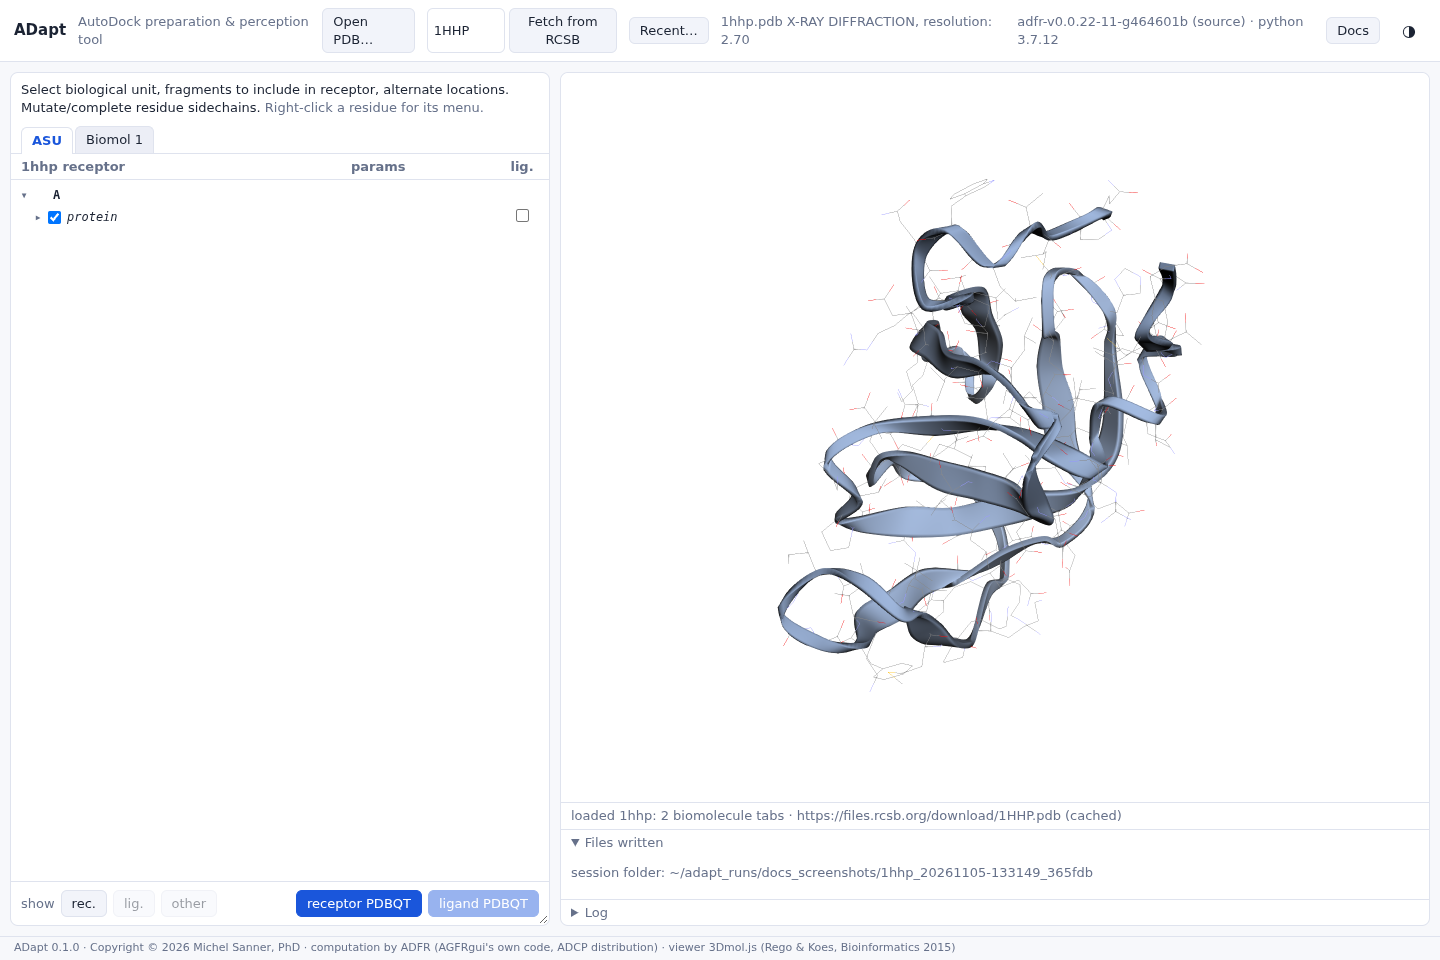 ADapt
AutoDock preparation & perception tool
Open PDB...
1HHP
Fetch from RCSB
Recent...
1hhp.pdb X-RAY DIFFRACTION, resolution: 2.70
adfr-v0.0.22-11-g464601b (source) · python 3.7.12
Docs
Select biological unit, fragments to include in receptor, alternate locations.
Mutate/complete residue sidechains. Right-click a residue for its menu.
ASU Biomol 1
1hhp receptor params lig.
A
protein
show rec. lig. other receptor PDBQT ligand PDBQT
loaded 1hhp: 2 biomolecule tabs · https://files.rcsb.org/download/1HHP.pdb (cached)
Files written
session folder: ~/adapt_runs/docs_screenshots/1hhp_20261105-133149_365fdb
Log
ADapt 0.1.0 · Copyright © 2026 Michel Sanner, PhD · computation by ADFR (AGFRgui's own code, ADCP distribution) · viewer 3Dmol.js (Rego & Koes, Bioinformatics 2015)